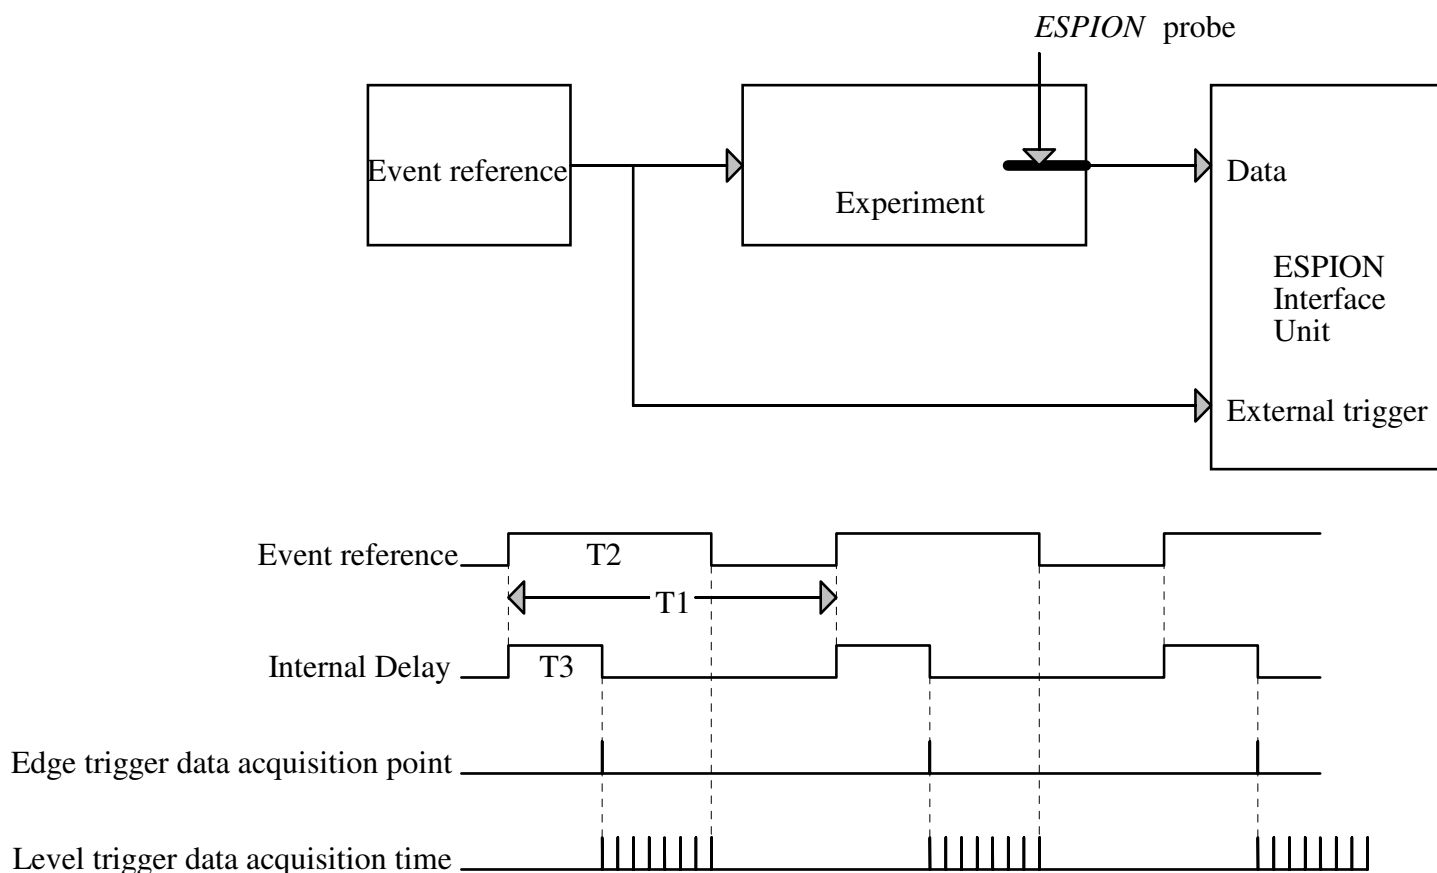 ESPION probe
Event reference
Experiment
Data
ESPION
Interface
Unit
External trigger
Event reference
T2
T1
Internal Delay
T3
Edge trigger data acquisition point
Level trigger data acquisition time